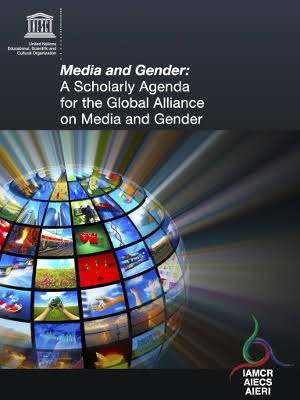 UNESCO
United Nations
Educational, Scientific and
Cultural Organization
Media and Gender:
A Scholarly Agenda
for the Global Alliance
on Media and Gender
IAMCR
AIECS
AIERI